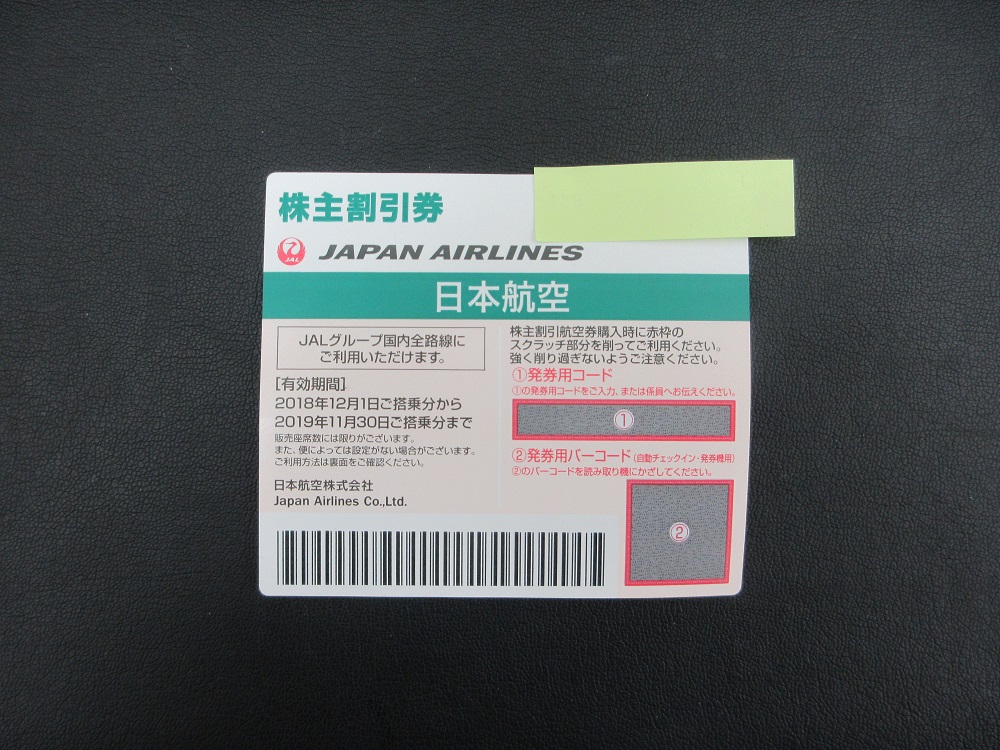 株主割引券
JAL
JAPAN AIRLINES
日本航空
JALグループ国内全路線に
ご利用いただけます。
[有効期間]
2018年12月1日ご搭乗分から
2019年11月30日ご搭乗分まで
販売座席数には限りがございます。
また、便によっては設定がない場合がございます。
ご利用方法は裏面をご確認ください。
日本航空株式会社
Japan Airlines Co.,Ltd.
株主割引航空券購入時に赤枠の
スクラッチ部分を削ってご利用ください。
強く削り過ぎないようご注意ください。
①発券用コード
①の発券用コードをご入力、または係員へお伝えください。
①
②発券用バーコード(自動チェックイン・発券機用)
②のバーコードを読み取り機にかざしてください。
②